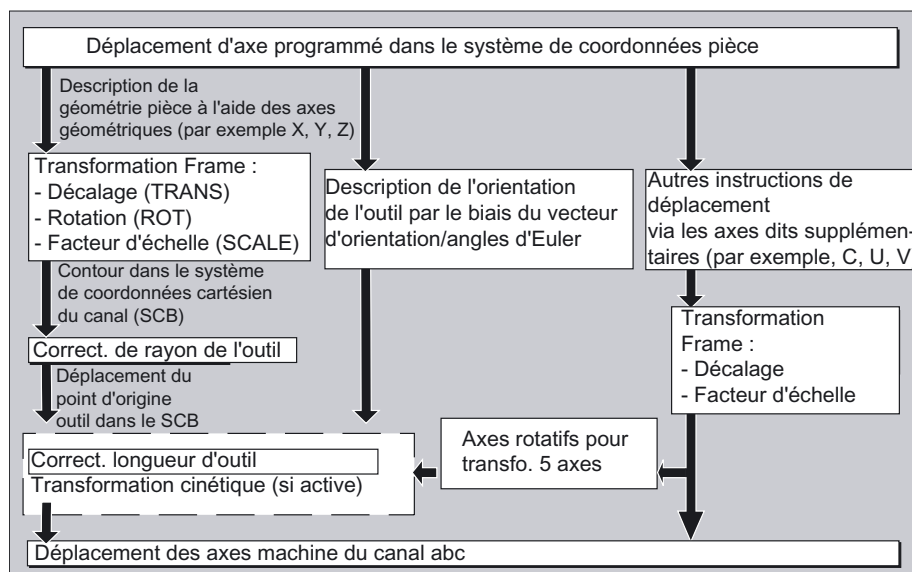 Déplacement d'axe programmé dans le système de coordonnées pièce
Description de la
géométrie pièce à l'aide des axes
géométriques (par exemple X, Y, Z)
Transformation Frame :
- Décalage (TRANS)
- Rotation (ROT)
- Facteur d'échelle (SCALE)
Description de l'orientation
de l'outil par le biais du vecteur
d'orientation/angles d'Euler
Autres instructions de
déplacement
via les axes dits supplémen-
taires (par exemple, C, U, V
Contour dans le système
de coordonnées cartésien
du canal (SCB)
Correct. de rayon de l'outil
Déplacement du
point d'origine
outil dans le SCB
Transformation
Frame :
- Décalage
- Facteur d'échelle
Axes rotatifs pour
transfo. 5 axes
Correct. longueur d'outil
Transformation cinétique (si active)
Déplacement des axes machine du canal abc